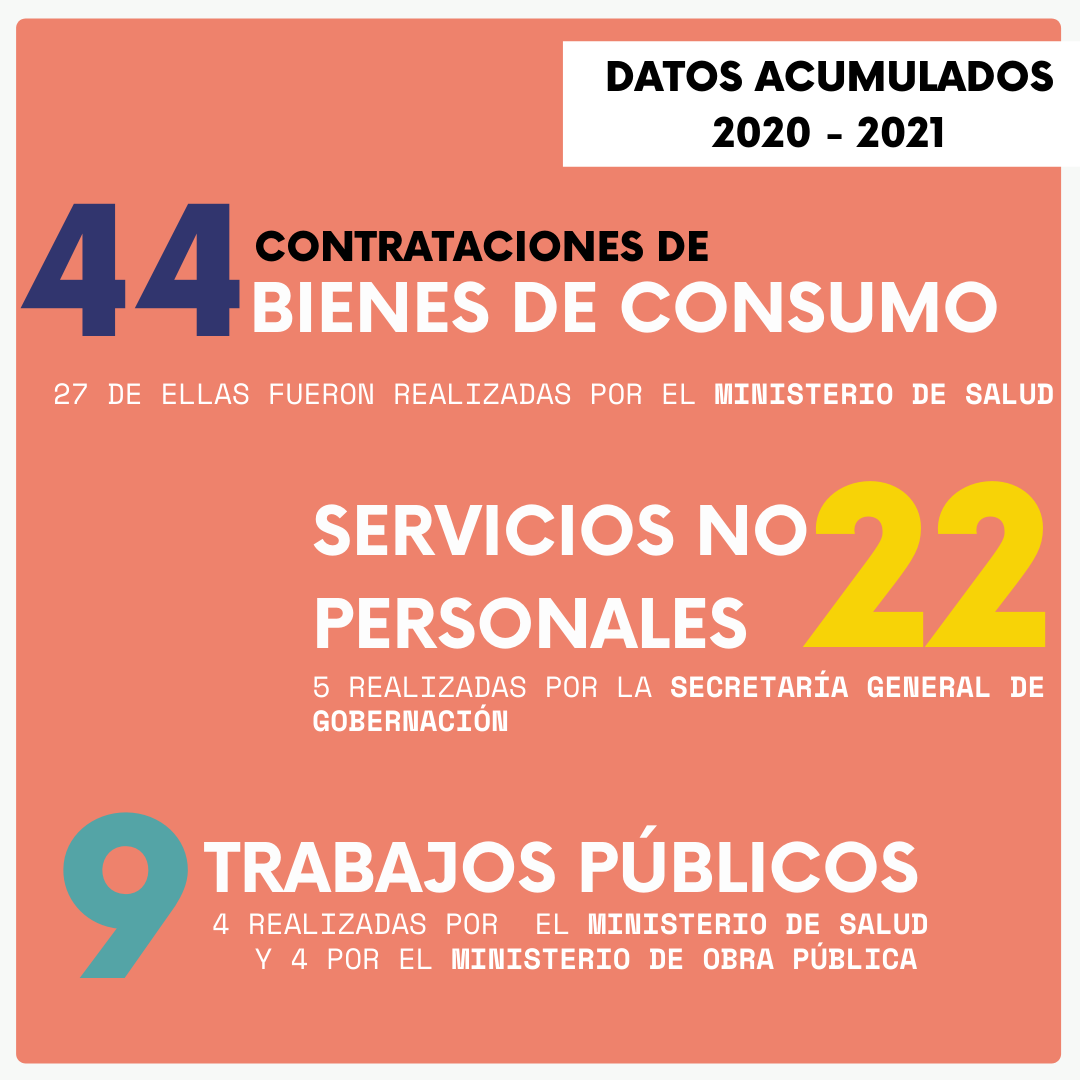 DATOS ACUMULADOS
2020 - 2021
44 CONTRATACIONES DE
BIENES DE CONSUMO
27 DE ELLAS FUERON REALIZADAS POR EL MINISTERIO DE SALUD
SERVICIOS NO 22
PERSONALES
5 REALIZADAS POR LA SECRETARÍA GENERAL DE
GOBERNACIÓN
9 TRABAJOS PÚBLICOS
4 REALIZADAS POR EL MINISTERIO DE SALUD
Y 4 POR EL MINISTERIO DE OBRA PÚBLICA